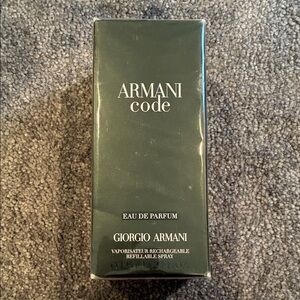 ARMANI
code
EAU DE PARFUM
GIORGIO ARMANI
VAPORISATEUR RECHARGEABLE
REFILLABLE SPRAY